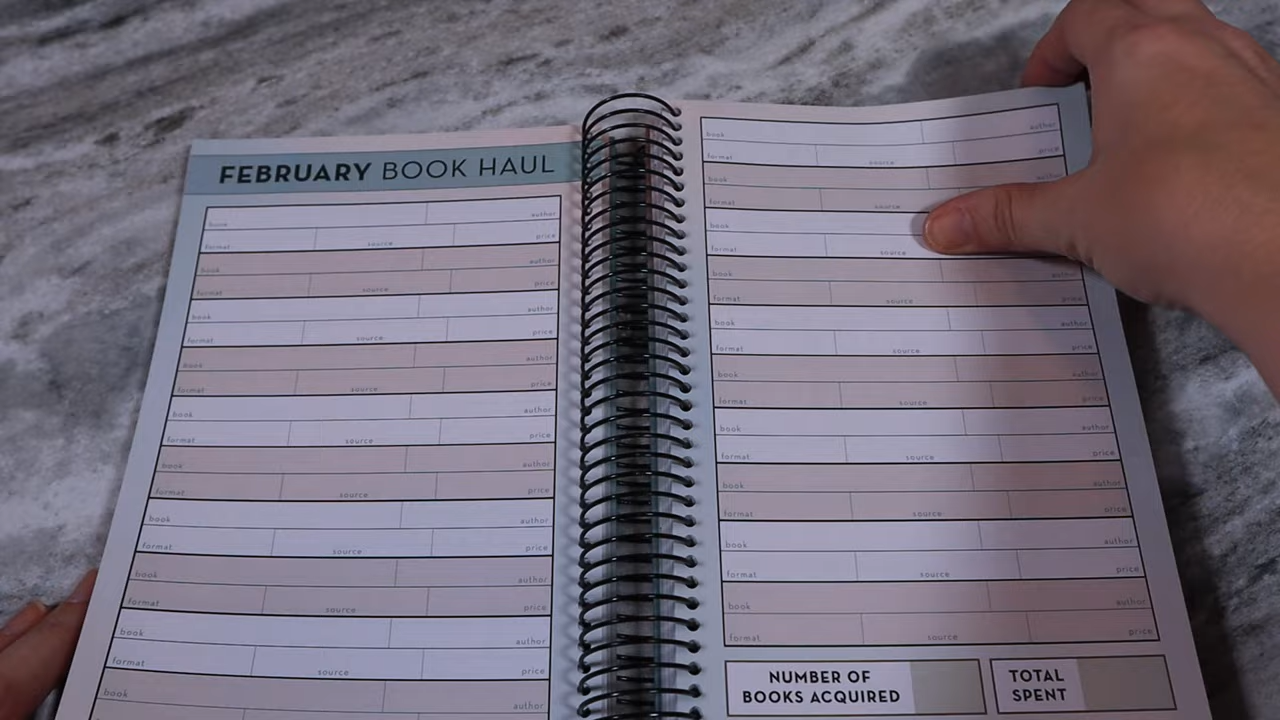 FEBRUARY BOOK HAUL
book author
format source price
book author
format source price
book author
format source price
book author
format source price
book author
format source price
book author
format source price
book author
format source price
book author
format source price
book author
format source price
book author
book author
format source price
book author
format source
book
format source
book author
format source price
book author
format source price
book author
format source price
book author
format source price
book author
format source price
book author
format source price
book author
format source price
NUMBER OF
BOOKS ACQUIRED
TOTAL
SPENT